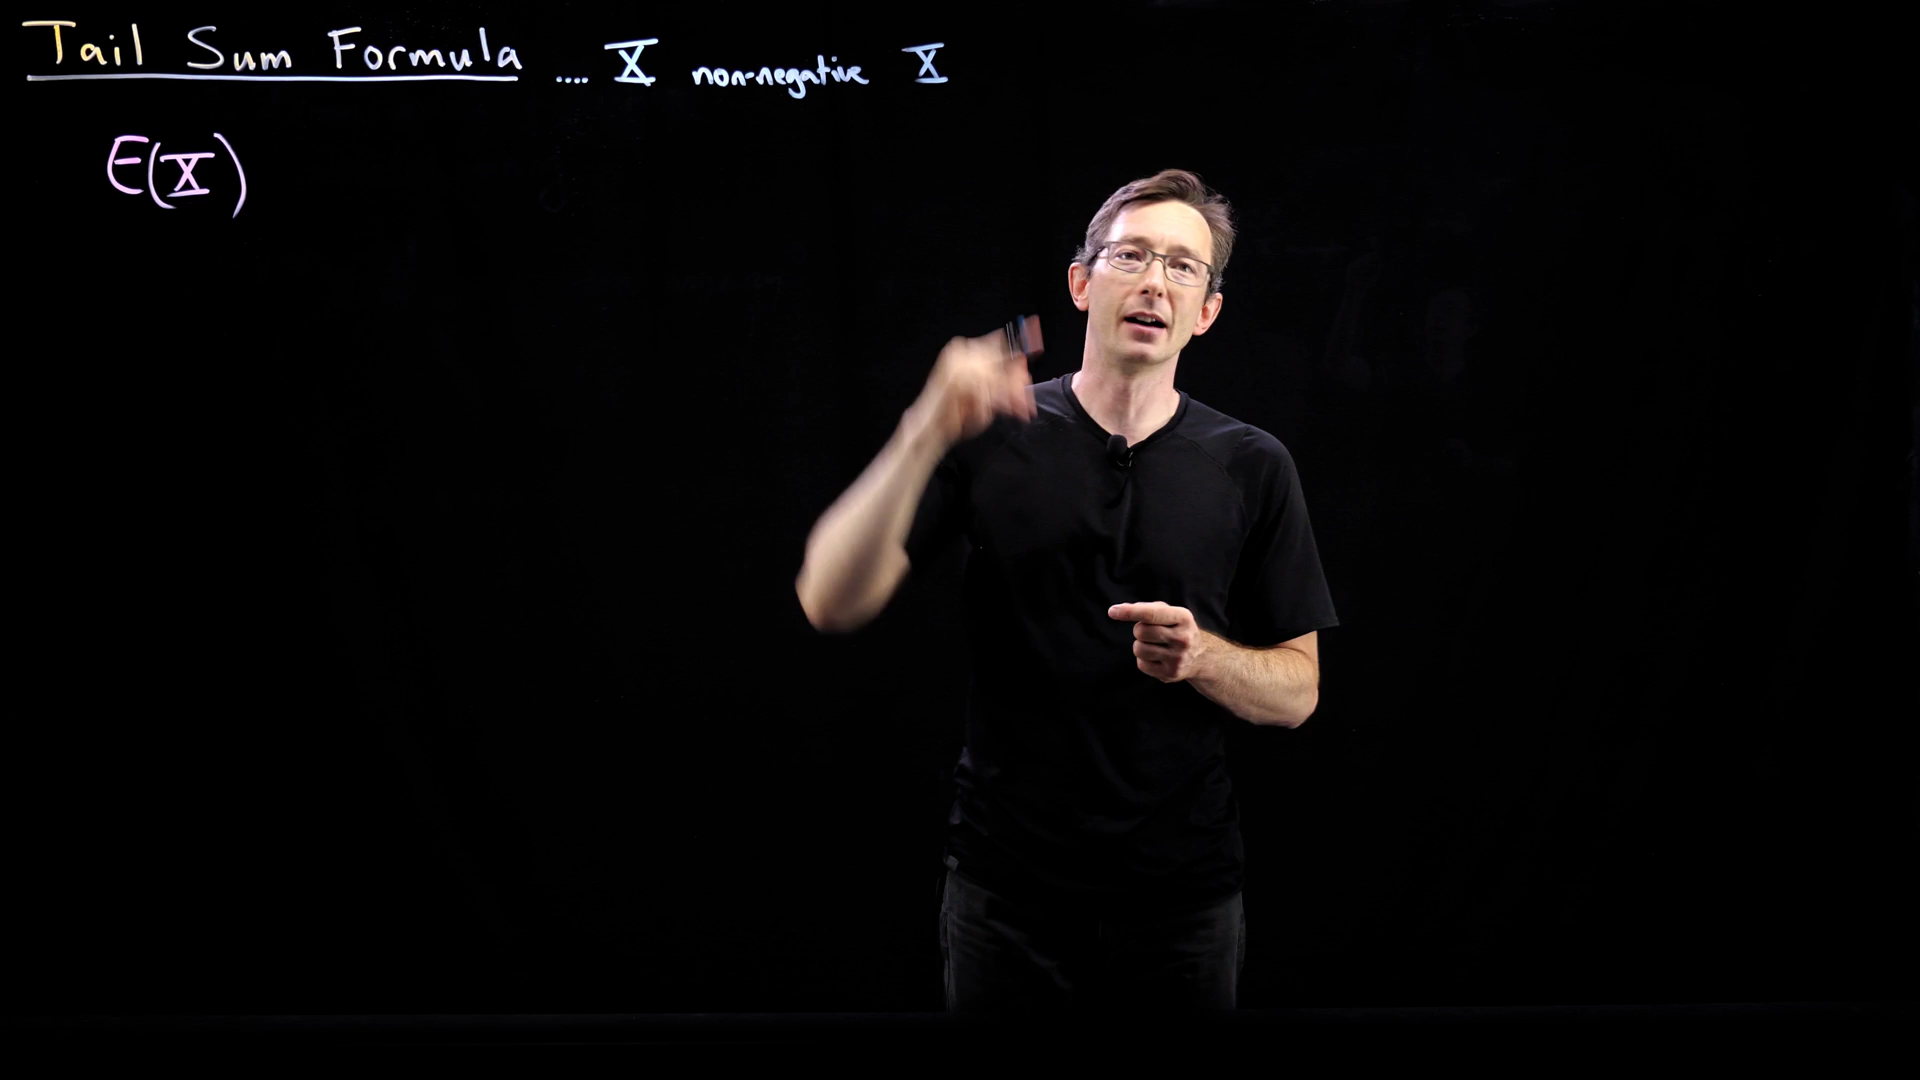 Tail Sum Formula .... X non-negative X
E(X)